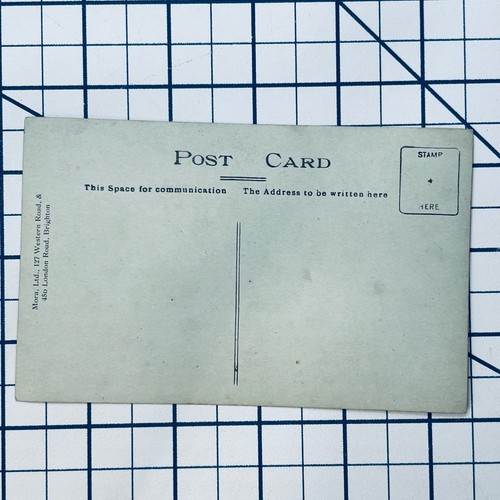 POST CARD
This Space for communication
The Address to be written here
STAMP
HERE
Mora, Ltd., 127 Western Road, &
45o London Road, Brighton